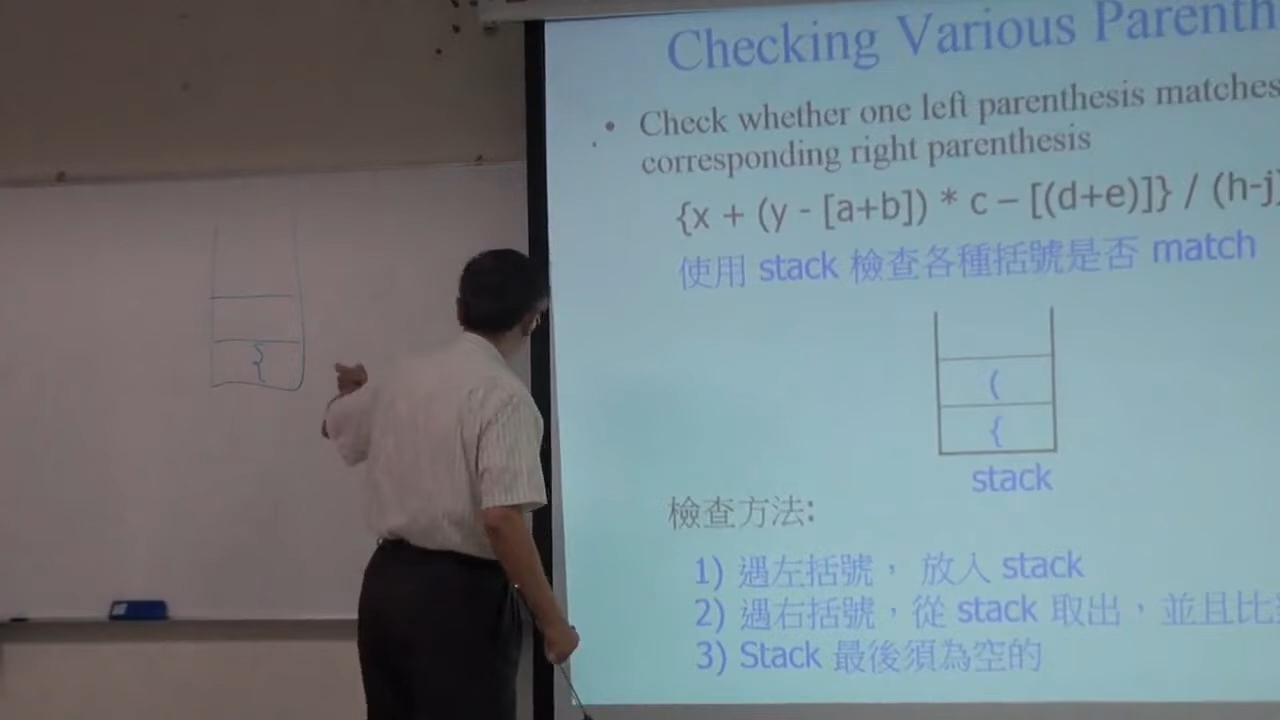 Checking Various
Check whether one left parenthesis matches
corresponding right parenthesis
{x + (y - [a+b]) * c – [(d+e)]} / (h-j)
使用 stack 檢查各種括號是否 match
(
{
stack
{
檢查方法:
1) 遇左括號， 放入 stack
2) 遇右括號，從 stack 取出，並且比
3) Stack 最後須為空的